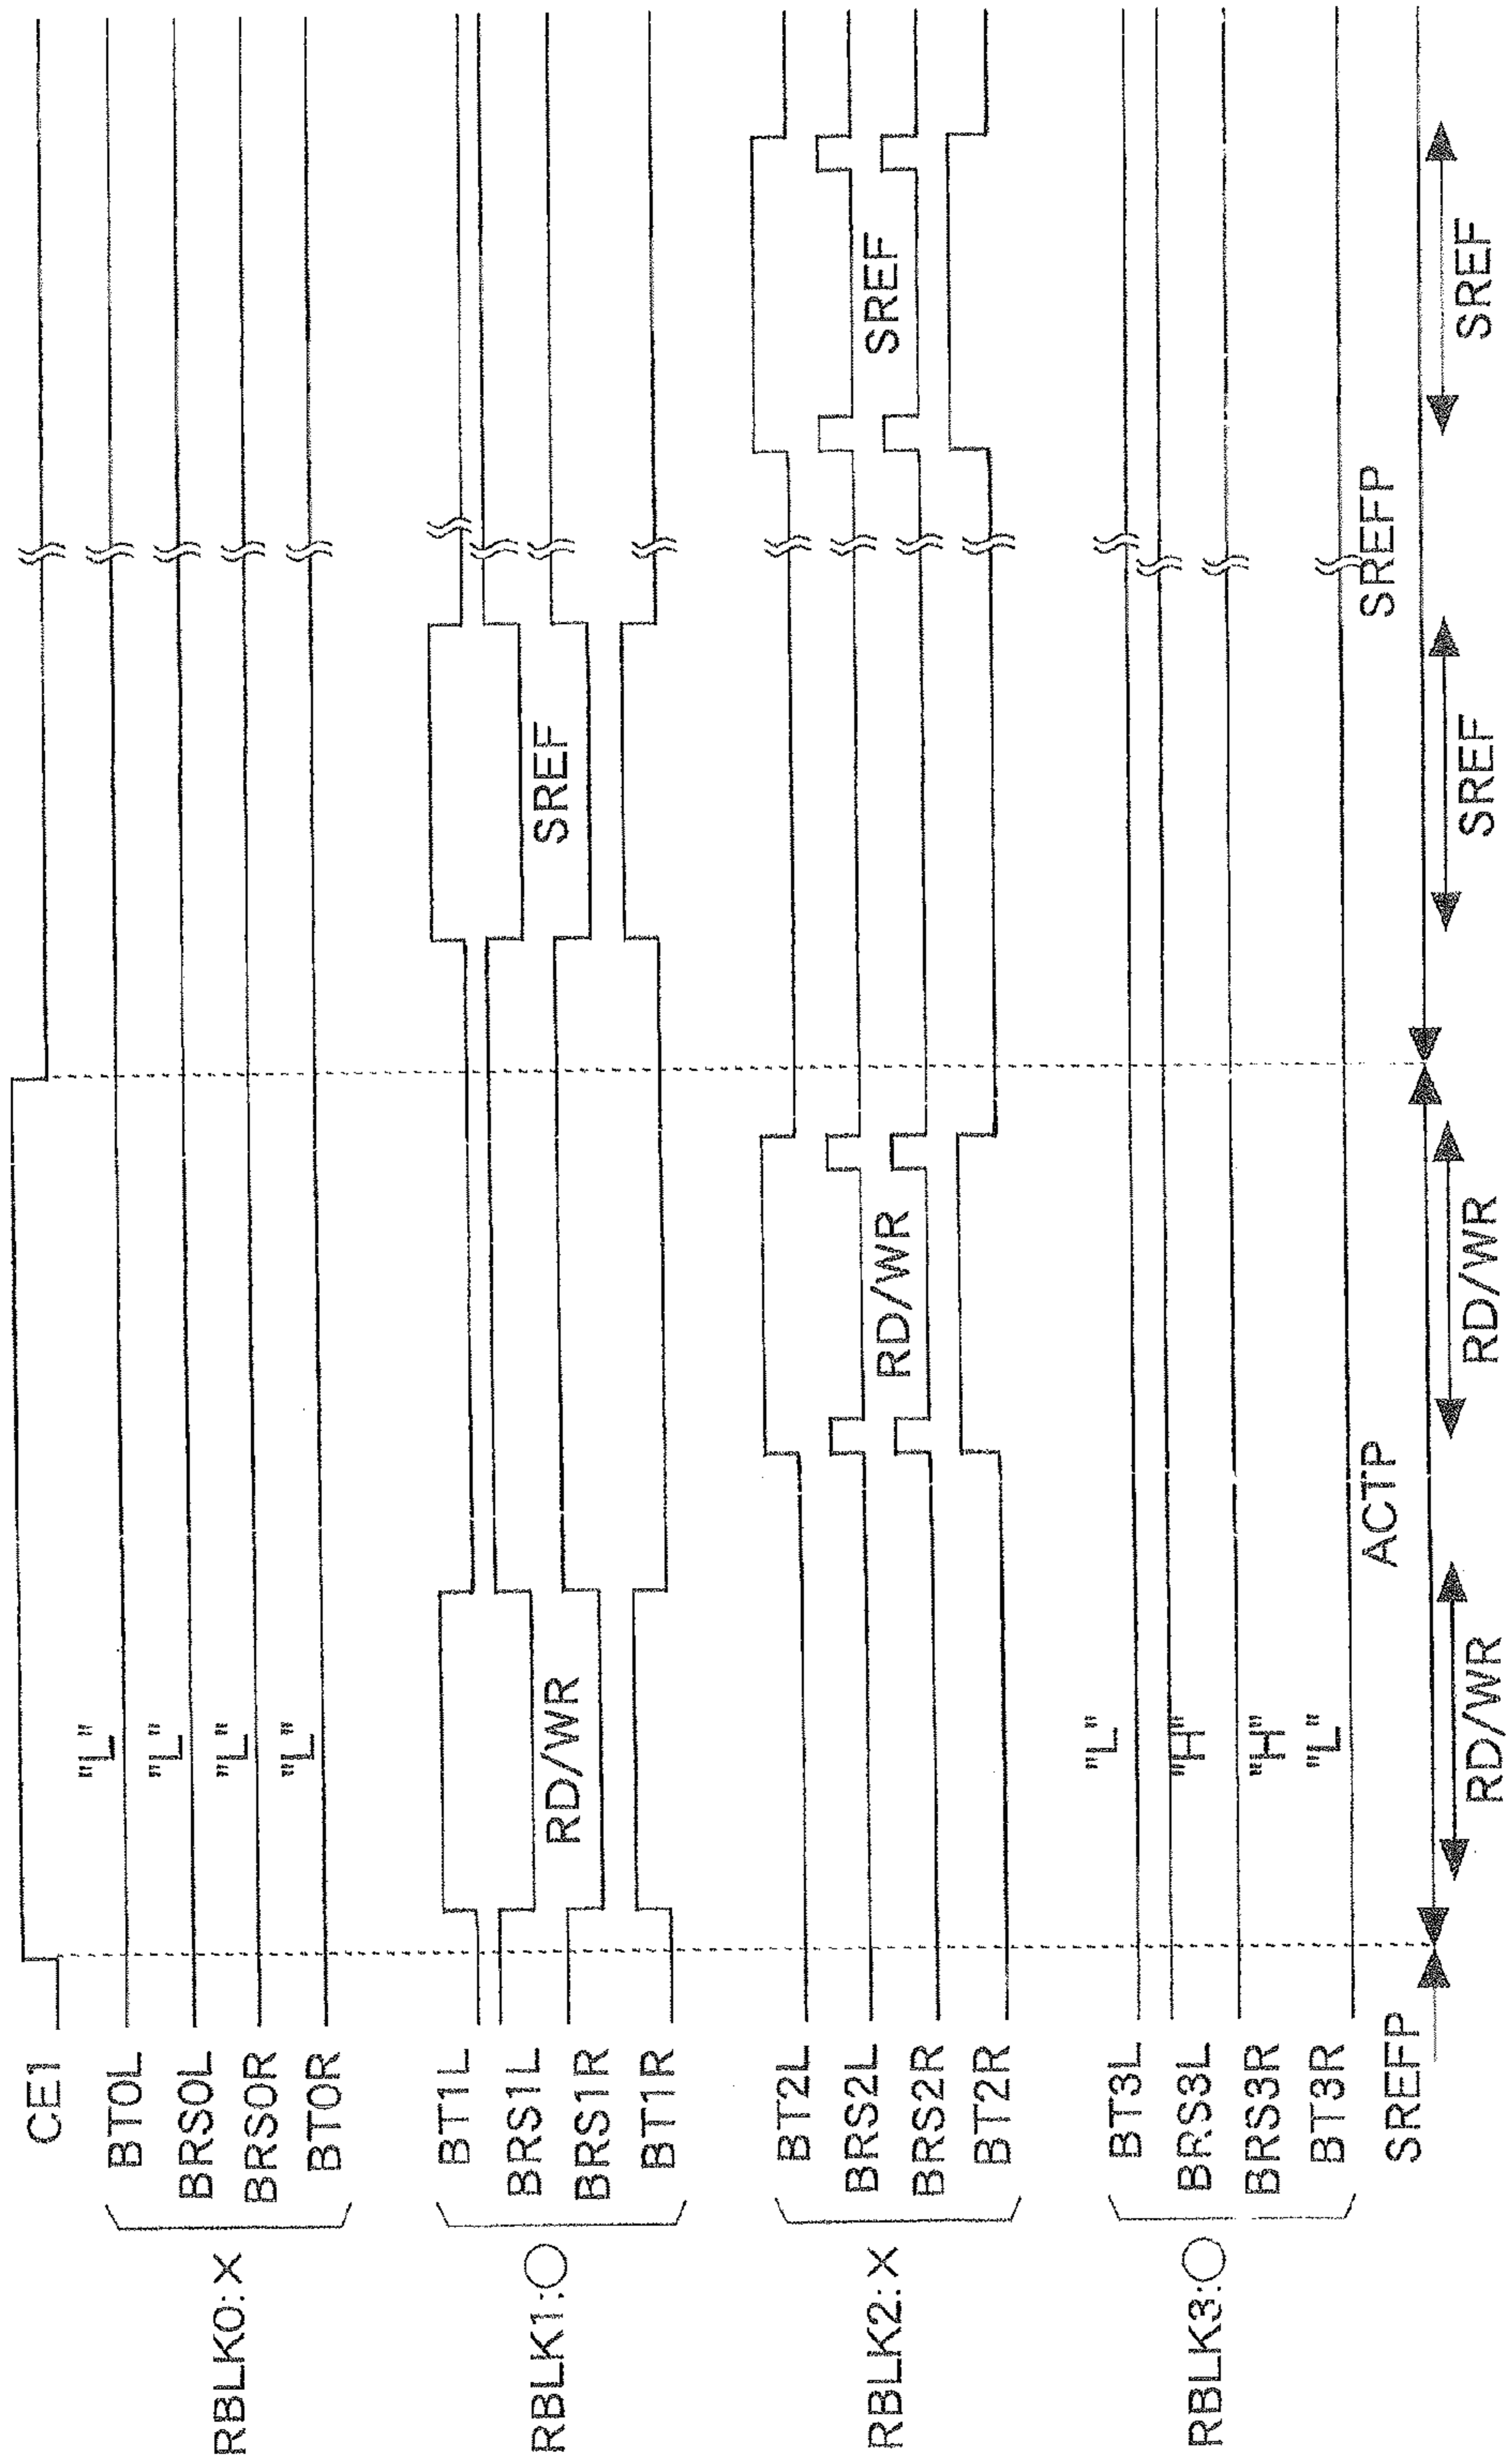 CE1
RBLK0:×
BT0L "L"
BRS0L "L"
BRS0R "L"
BT0R "L"
RBLK1:○
BT1L
BRS1L
RD/WR SREF
BRS1R
BT1R
RBLK2:×
BT2L
BRS2L
RD/WR SREF
BRS2R
BT2R
RBLK3:○
BT3L "L"
BRS3L "H"
BRS3R "H"
BT3R "L"
SREFP ACTP SREFP
RD/WR RD/WR SREF SREF